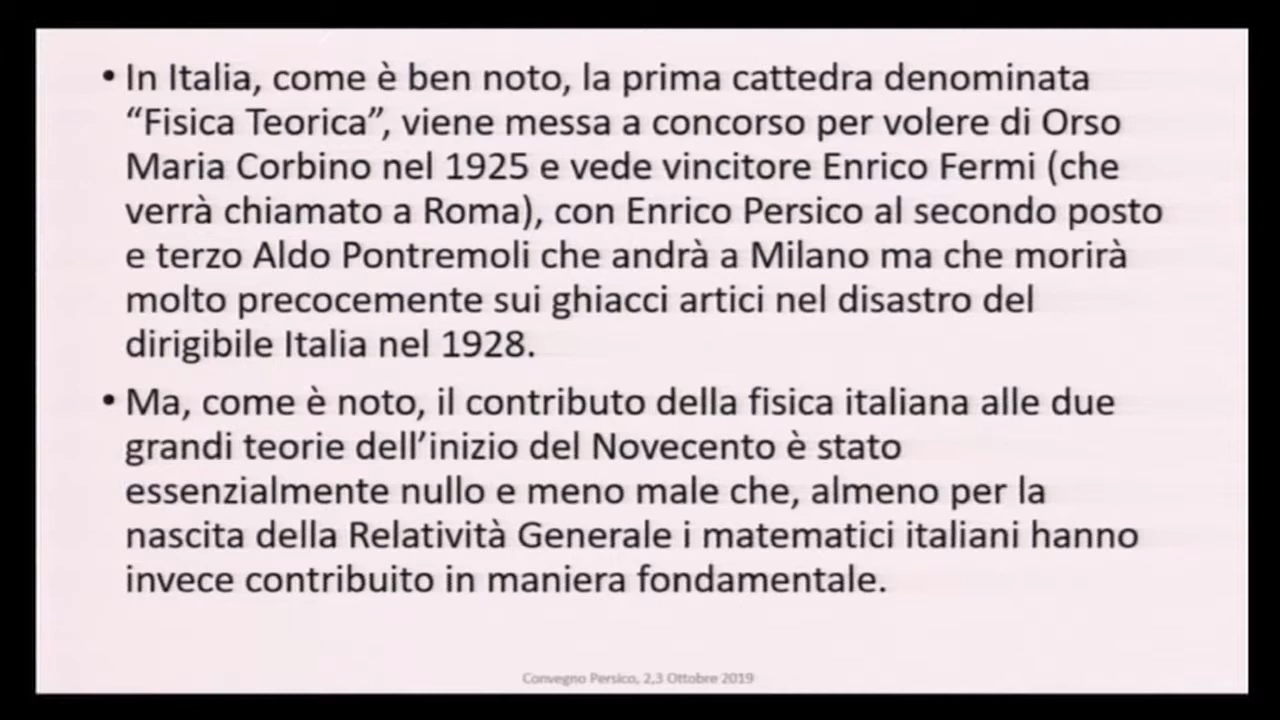 • In Italia, come è ben noto, la prima cattedra denominata
“Fisica Teorica”, viene messa a concorso per volere di Orso
Maria Corbino nel 1925 e vede vincitore Enrico Fermi (che
verrà chiamato a Roma), con Enrico Persico al secondo posto
e terzo Aldo Pontremoli che andrà a Milano ma che morirà
molto precocemente sui ghiacci artici nel disastro del
dirigibile Italia nel 1928.
• Ma, come è noto, il contributo della fisica italiana alle due
grandi teorie dell’inizio del Novecento è stato
essenzialmente nullo e meno male che, almeno per la
nascita della Relatività Generale i matematici italiani hanno
invece contribuito in maniera fondamentale.
Convegno Persico, 2,3 Ottobre 2019